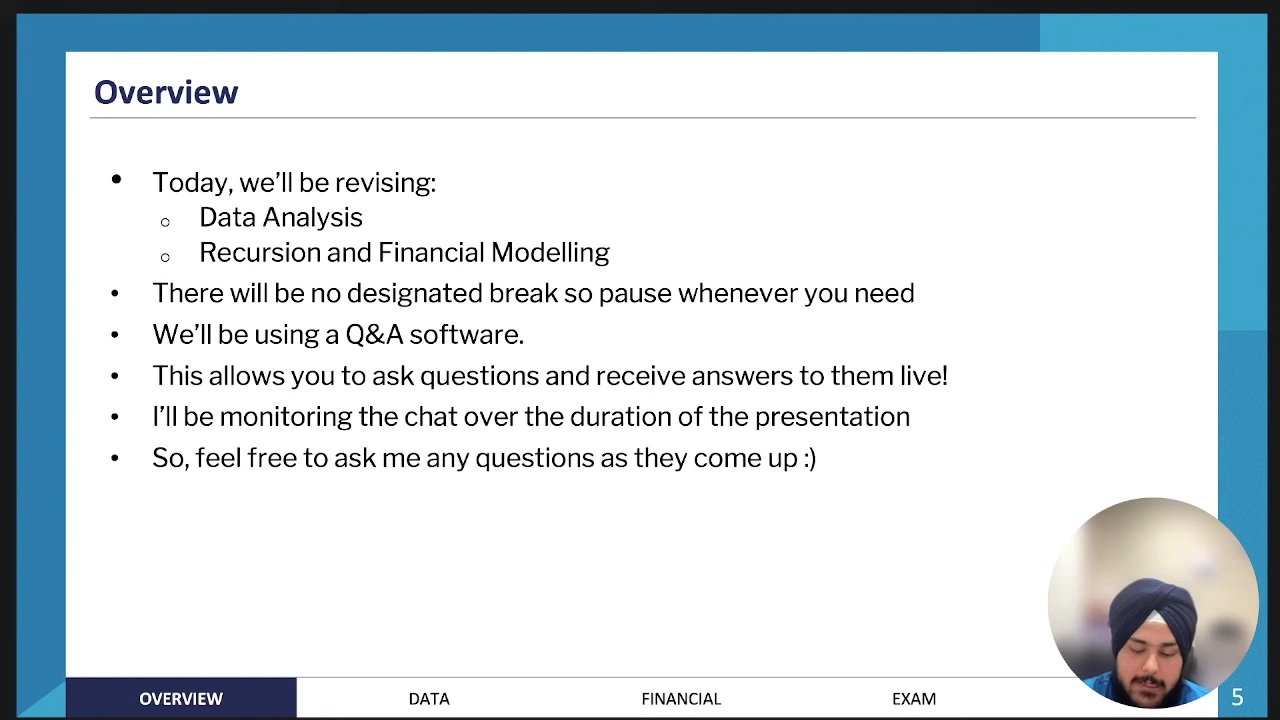 Overview
• Today, we'll be revising:
o Data Analysis
o Recursion and Financial Modelling
• There will be no designated break so pause whenever you need
• We'll be using a Q&A software.
• This allows you to ask questions and receive answers to them live!
• I'll be monitoring the chat over the duration of the presentation
• So, feel free to ask me any questions as they come up :)
OVERVIEW DATA FINANCIAL EXAM 5